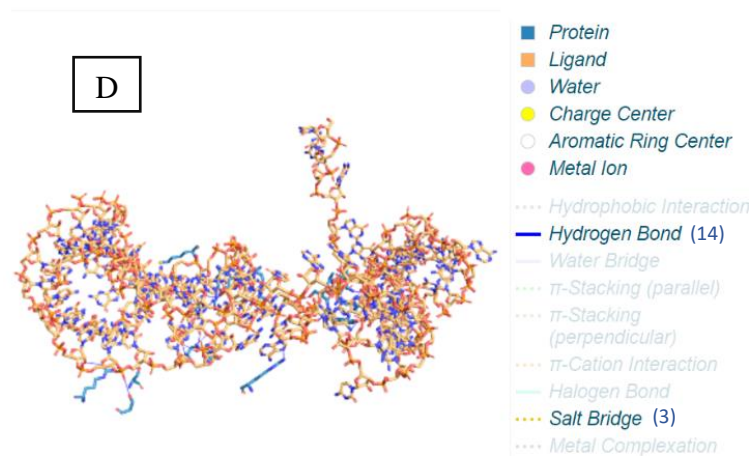 D
Protein
Ligand
Water
Charge Center
Aromatic Ring Center
Metal Ion
Hydrophobic Interaction
Hydrogen Bond (14)
Water Bridge
π-Stacking (parallel)
π-Stacking
(perpendicular)
π-Cation Interaction
Halogen Bond
Salt Bridge (3)
Metal Complexation